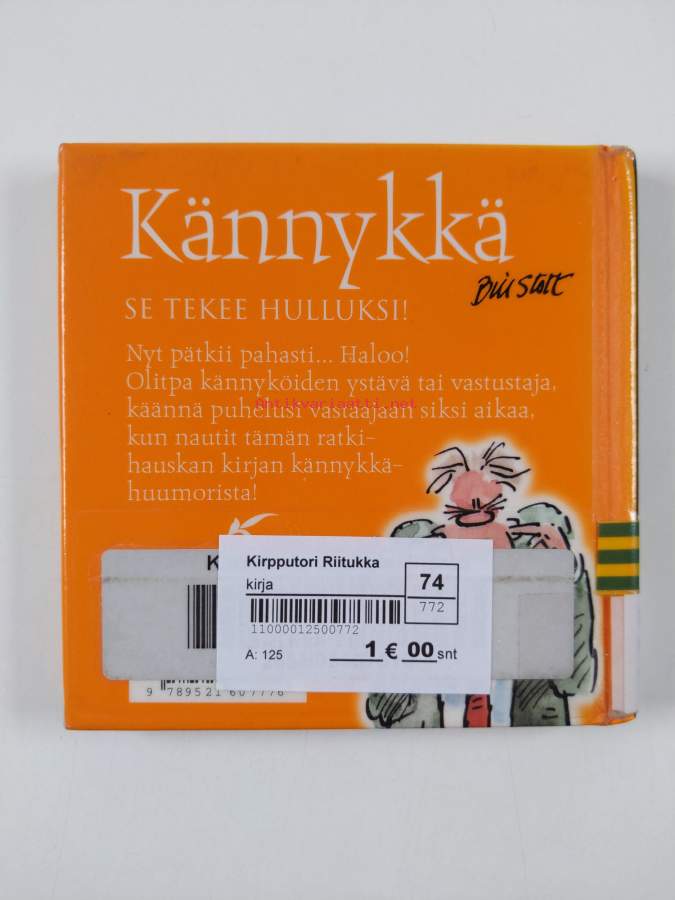 Kännykkä
Bill Stott
SE TEKEE HULLUKSI!
Nyt pätkii pahasti... Haloo!
Olitpa kännyköiden ystävä tai vastustaja,
Antikvariaatti.net
käännä puhelusi vastaajaan siksi aikaa,
kun nautit tämän ratki-
hauskan kirjan kännykkä-
huumorista!
K
Kirpputori Riitukka
kirja
74
772
11000012500772
A: 125
1 € 00 snt
9 789521 607776